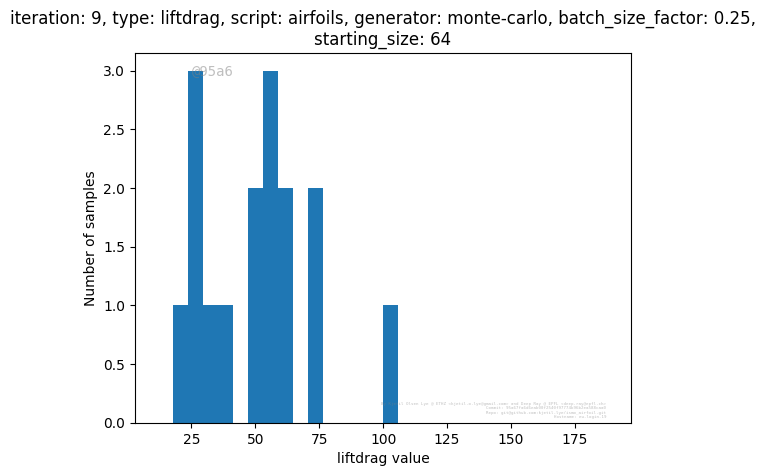 iteration: 9, type: liftdrag, script: airfoils, generator: monte-carlo, batch_size_factor: 0.25,
starting_size: 64
@95a6
3.0
2.5
2.0
1.5
1.0
0.5
0.0
Number of samples
25 50 75 100 125 150 175
liftdrag value